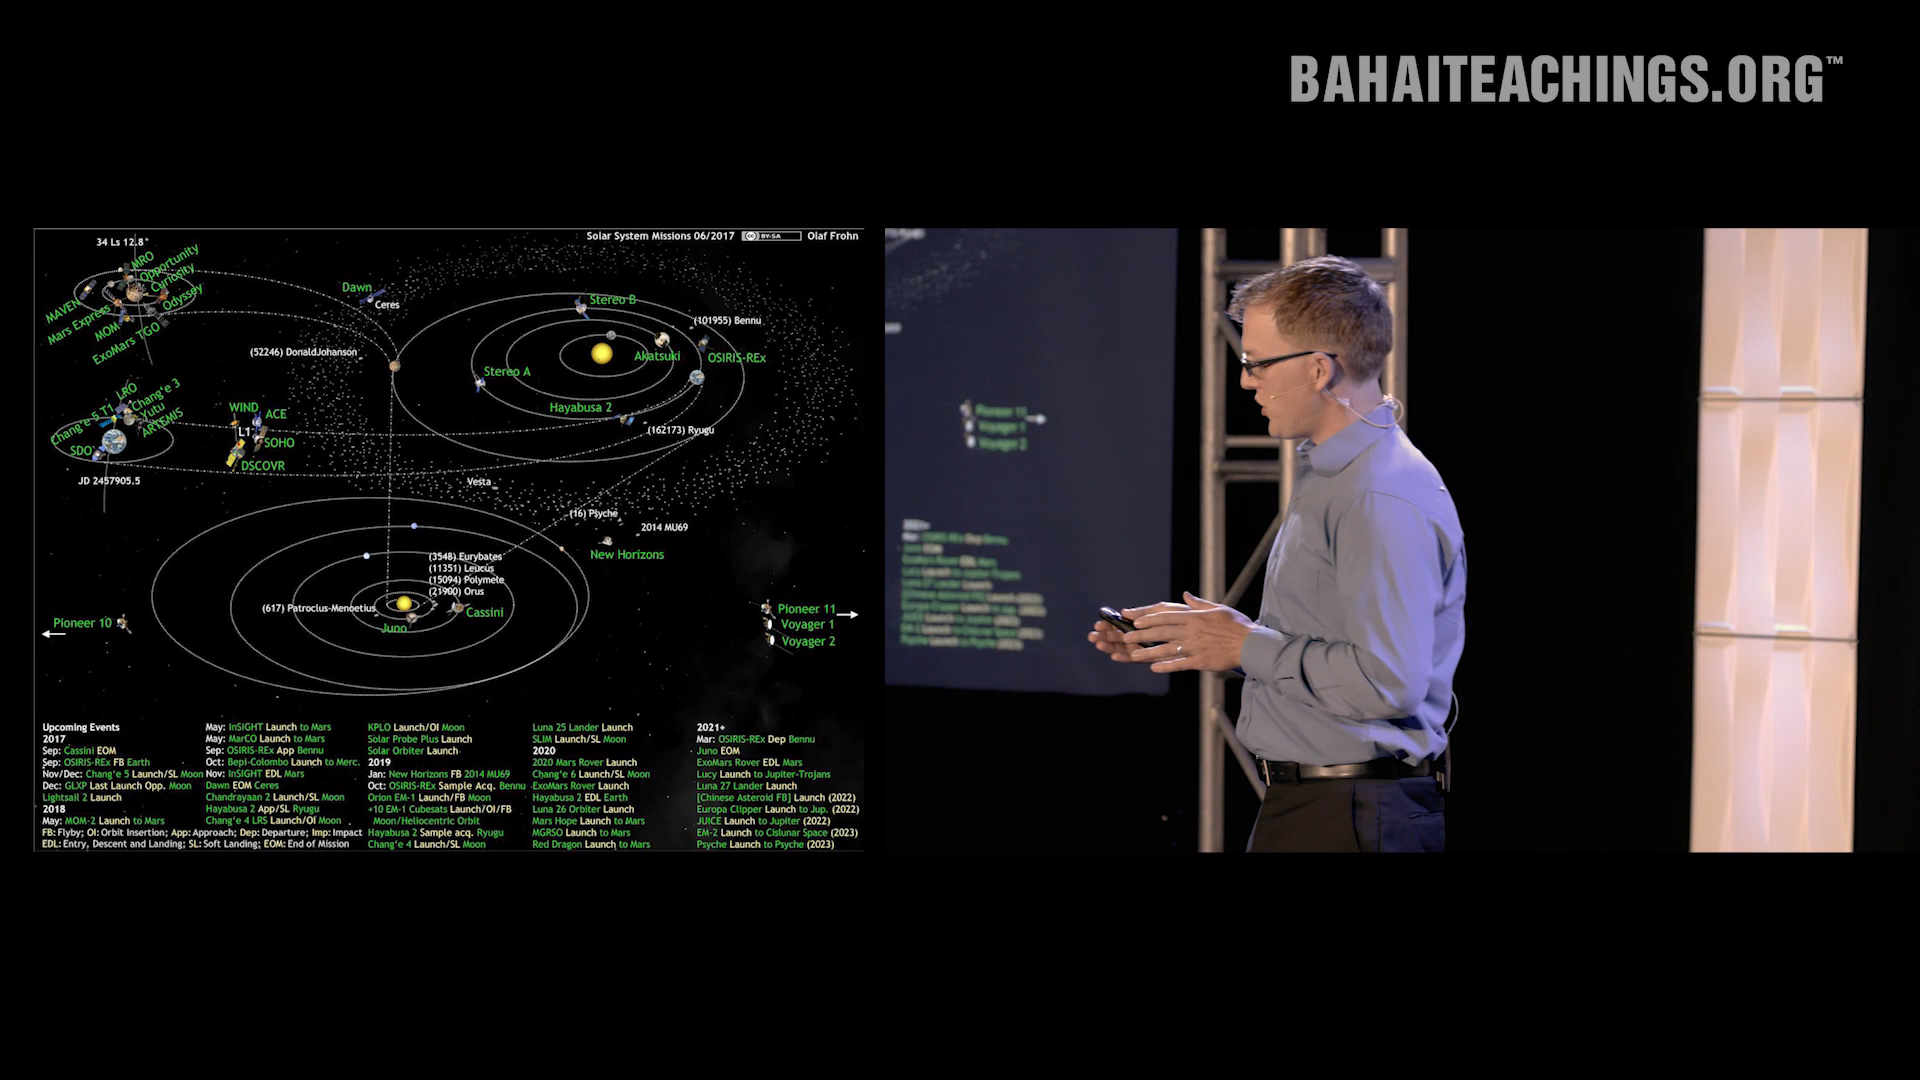 BAHAITEACHINGS.ORG™
Solar System Missions 06/2017
BY-SA
Olaf Frohn
34 Ls 12.8°
MRO
Opportunity
Curiosity
Odyssey
MAVEN
Mars Express
MOM
ExoMars TGO
Dawn
Ceres
Stereo B
(101955) Bennu
Akatsuki
OSIRIS-REx
(52246) DonaldJohanson
Stereo A
Hayabusa 2
(162173) Ryugu
LRO
Chang'e 3
Yutu
ARTEMIS
Chang'e 5 T1
SDO
WIND
ACE
L1
SOHO
DSCOVR
JD 2457905.5
Vesta
(16) Psyche
2014 MU69
New Horizons
(3548) Eurybates
(11351) Leucus
(15094) Polymele
(21900) Orus
(617) Patroclus-Menoetius
Cassini
Juno
Pioneer 10
Pioneer 11
Voyager 1
Voyager 2
Upcoming Events
2017
Sep: Cassini EOM
Sep: OSIRIS-REx FB Earth
Nov/Dec: Chang'e 5 Launch/SL Moon
Dec: GLXP Last Launch Opp. Moon
Lightsail 2 Launch
2018
May: MOM-2 Launch to Mars
FB: Flyby; OI: Orbit Insertion; App: Approach; Dep: Departure; Imp: Impact
EDL: Entry, Descent and Landing; SL: Soft Landing; EOM: End of Mission
May: InSIGHT Launch to Mars
May: MarCO Launch to Mars
Sep: OSIRIS-REx App Bennu
Oct: Bepi-Colombo Launch to Merc.
Nov: InSIGHT EDL Mars
Dawn EOM Ceres
Chandrayaan 2 Launch/SL Moon
Hayabusa 2 App/SL Ryugu
Chang'e 4 LRS Launch/OI Moon
KPLO Launch/OI Moon
Solar Probe Plus Launch
Solar Orbiter Launch
2019
Jan: New Horizons FB 2014 MU69
Oct: OSIRIS-REx Sample Acq. Bennu
Orion EM-1 Launch/FB Moon
+10 EM-1 Cubesats Launch/OI/FB
Moon/Heliocentric Orbit
Hayabusa 2 Sample acq. Ryugu
Chang'e 4 Launch/SL Moon
Luna 25 Lander Launch
SLIM Launch/SL Moon
2020
2020 Mars Rover Launch
Chang'e 6 Launch/SL Moon
ExoMars Rover Launch
Hayabusa 2 EDL Earth
Luna 26 Orbiter Launch
Mars Hope Launch to Mars
MGRSO Launch to Mars
Red Dragon Launch to Mars
2021+
Mar: OSIRIS-REx Dep Bennu
Juno EOM
ExoMars Rover EDL Mars
Lucy Launch to Jupiter-Trojans
Luna 27 Lander Launch
[Chinese Asteroid FB] Launch (2022)
Europa Clipper Launch to Jup. (2022)
JUICE Launch to Jupiter (2022)
EM-2 Launch to Cislunar Space (2023)
Psyche Launch to Psyche (2023)
Pioneer 11
Voyager 1
Voyager 2